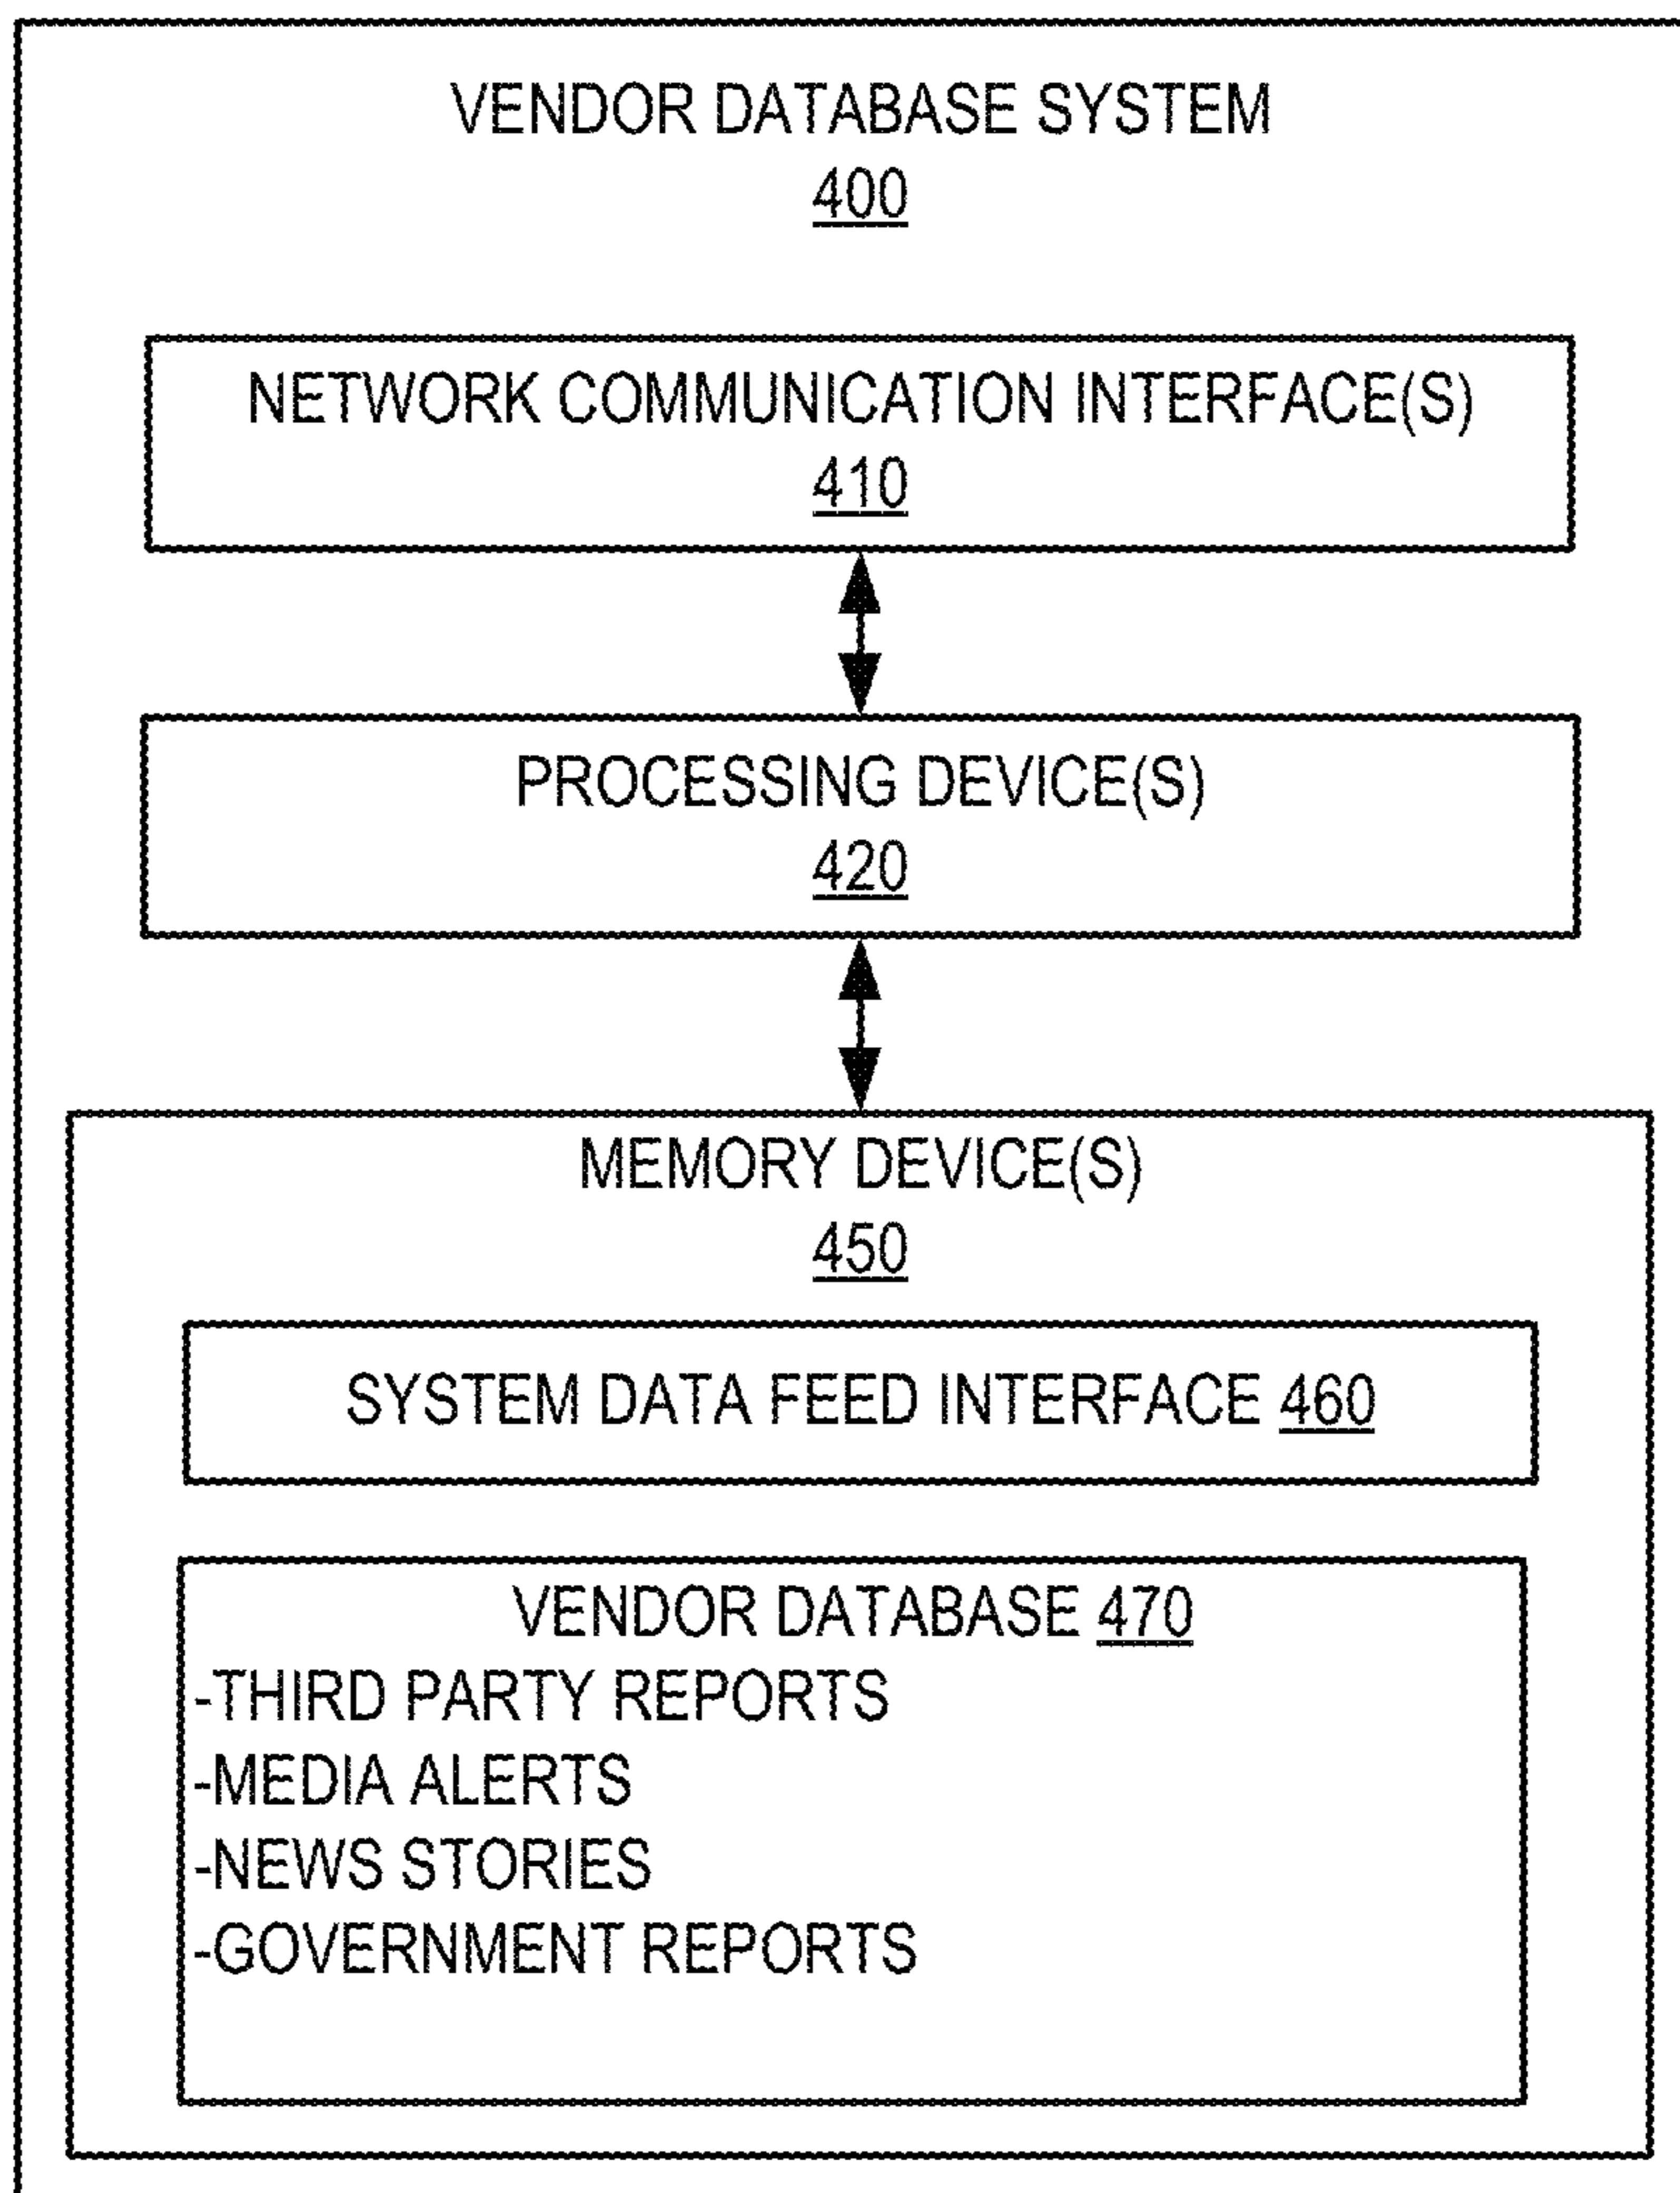 VENDOR DATABASE SYSTEM
400
NETWORK COMMUNICATION INTERFACE(S)
410
PROCESSING DEVICE(S)
420
MEMORY DEVICE(S)
450
SYSTEM DATA FEED INTERFACE 460
VENDOR DATABASE 470
-THIRD PARTY REPORTS
-MEDIA ALERTS
-NEWS STORIES
-GOVERNMENT REPORTS